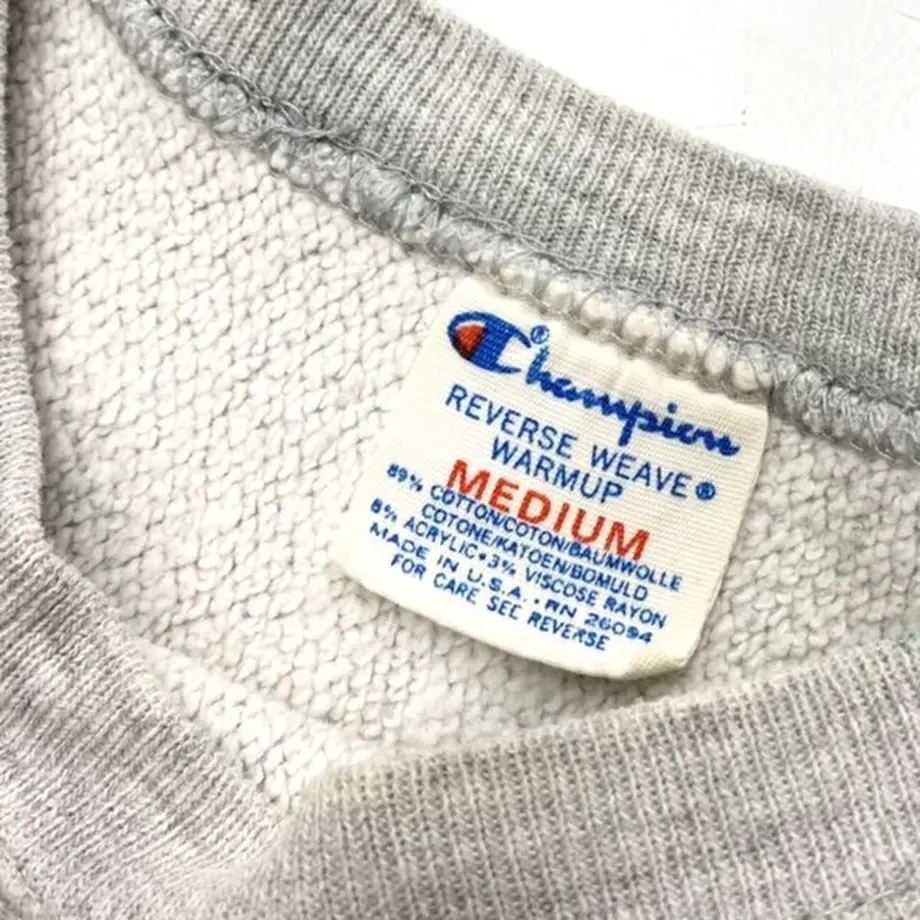 Champion®
REVERSE WEAVE®
WARMUP
MEDIUM
89% COTTON/COTON/BAUMWOLLE
COTONE/KATOEN/BOMULD
8% ACRYLIC•3% VISCOSE RAYON
MADE IN U.S.A.•RN 26094
FOR CARE SEE REVERSE